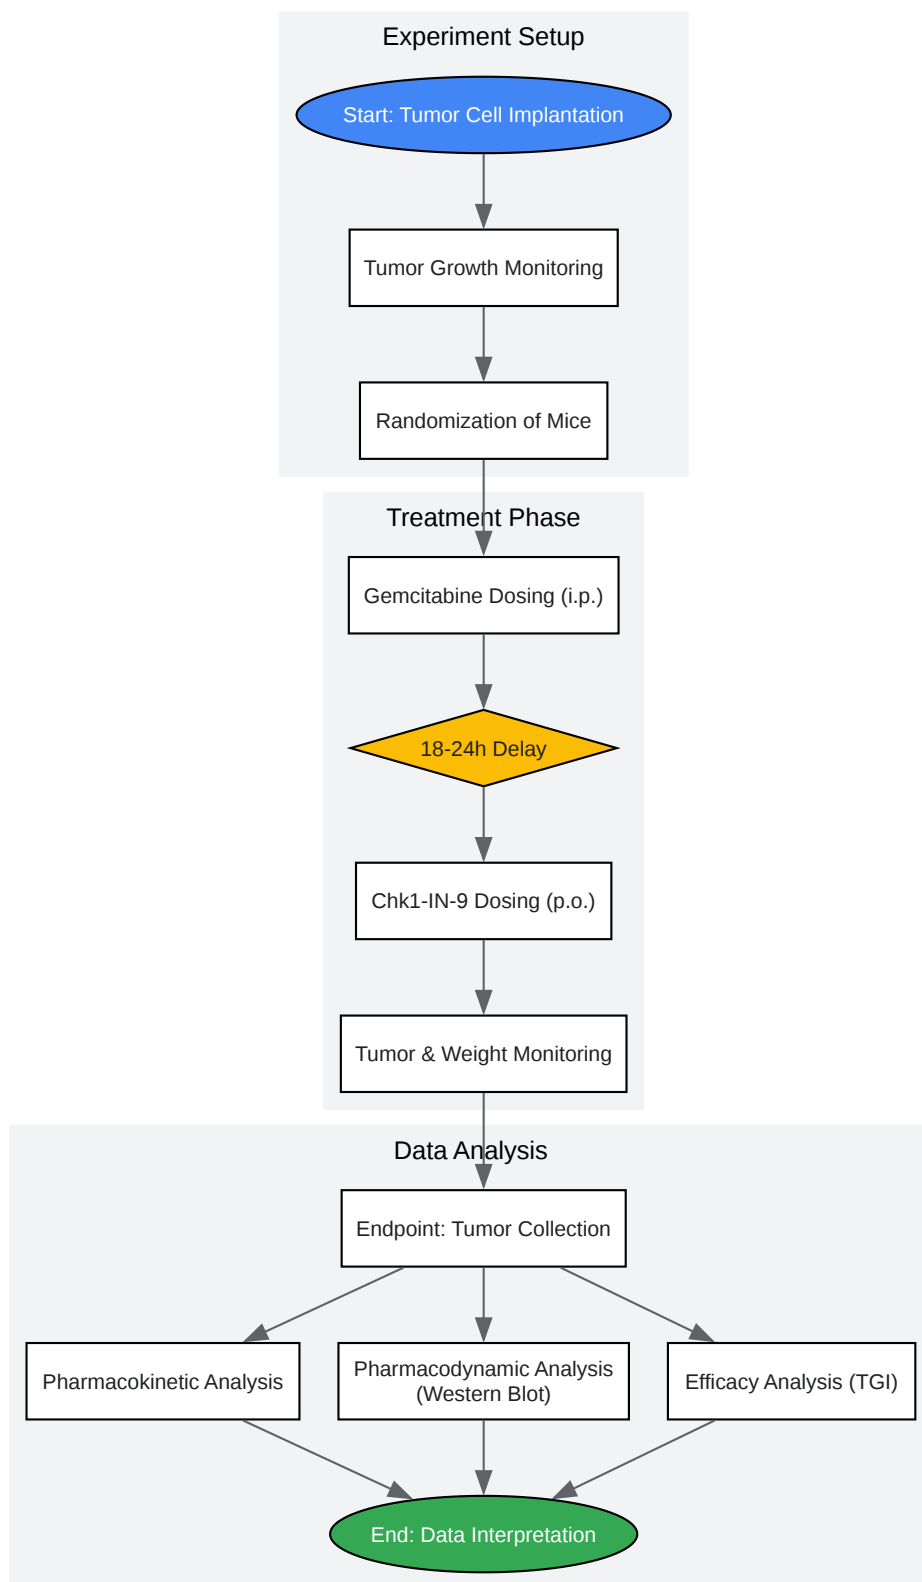 Experiment Setup
Start: Tumor Cell Implantation
Tumor Growth Monitoring
Randomization of Mice
Treatment Phase
Gemcitabine Dosing (i.p.)
18-24h Delay
Chk1-IN-9 Dosing (p.o.)
Tumor & Weight Monitoring
Data Analysis
Endpoint: Tumor Collection
Pharmacokinetic Analysis
Pharmacodynamic Analysis
(Western Blot)
Efficacy Analysis (TGI)
End: Data Interpretation